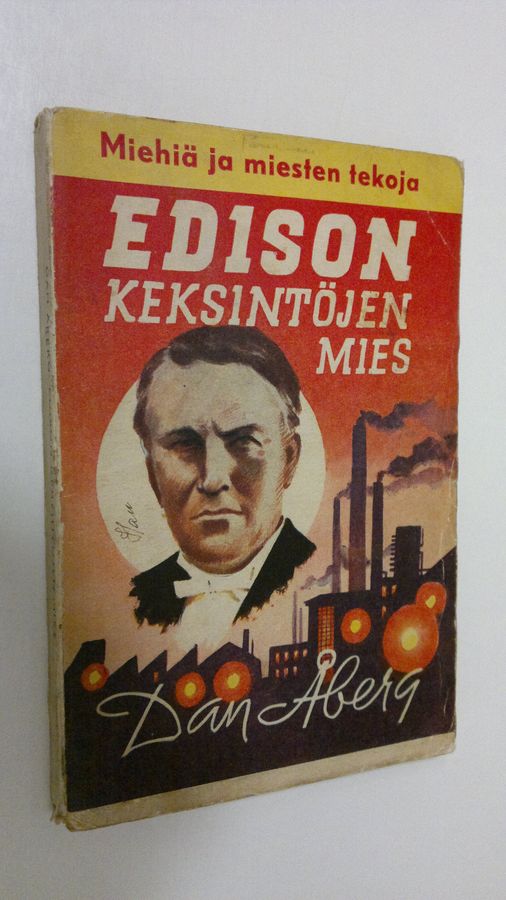 Miehiä ja miesten tekoja
EDISON
KEKSINTÖJEN
MIES
Dan Åberg